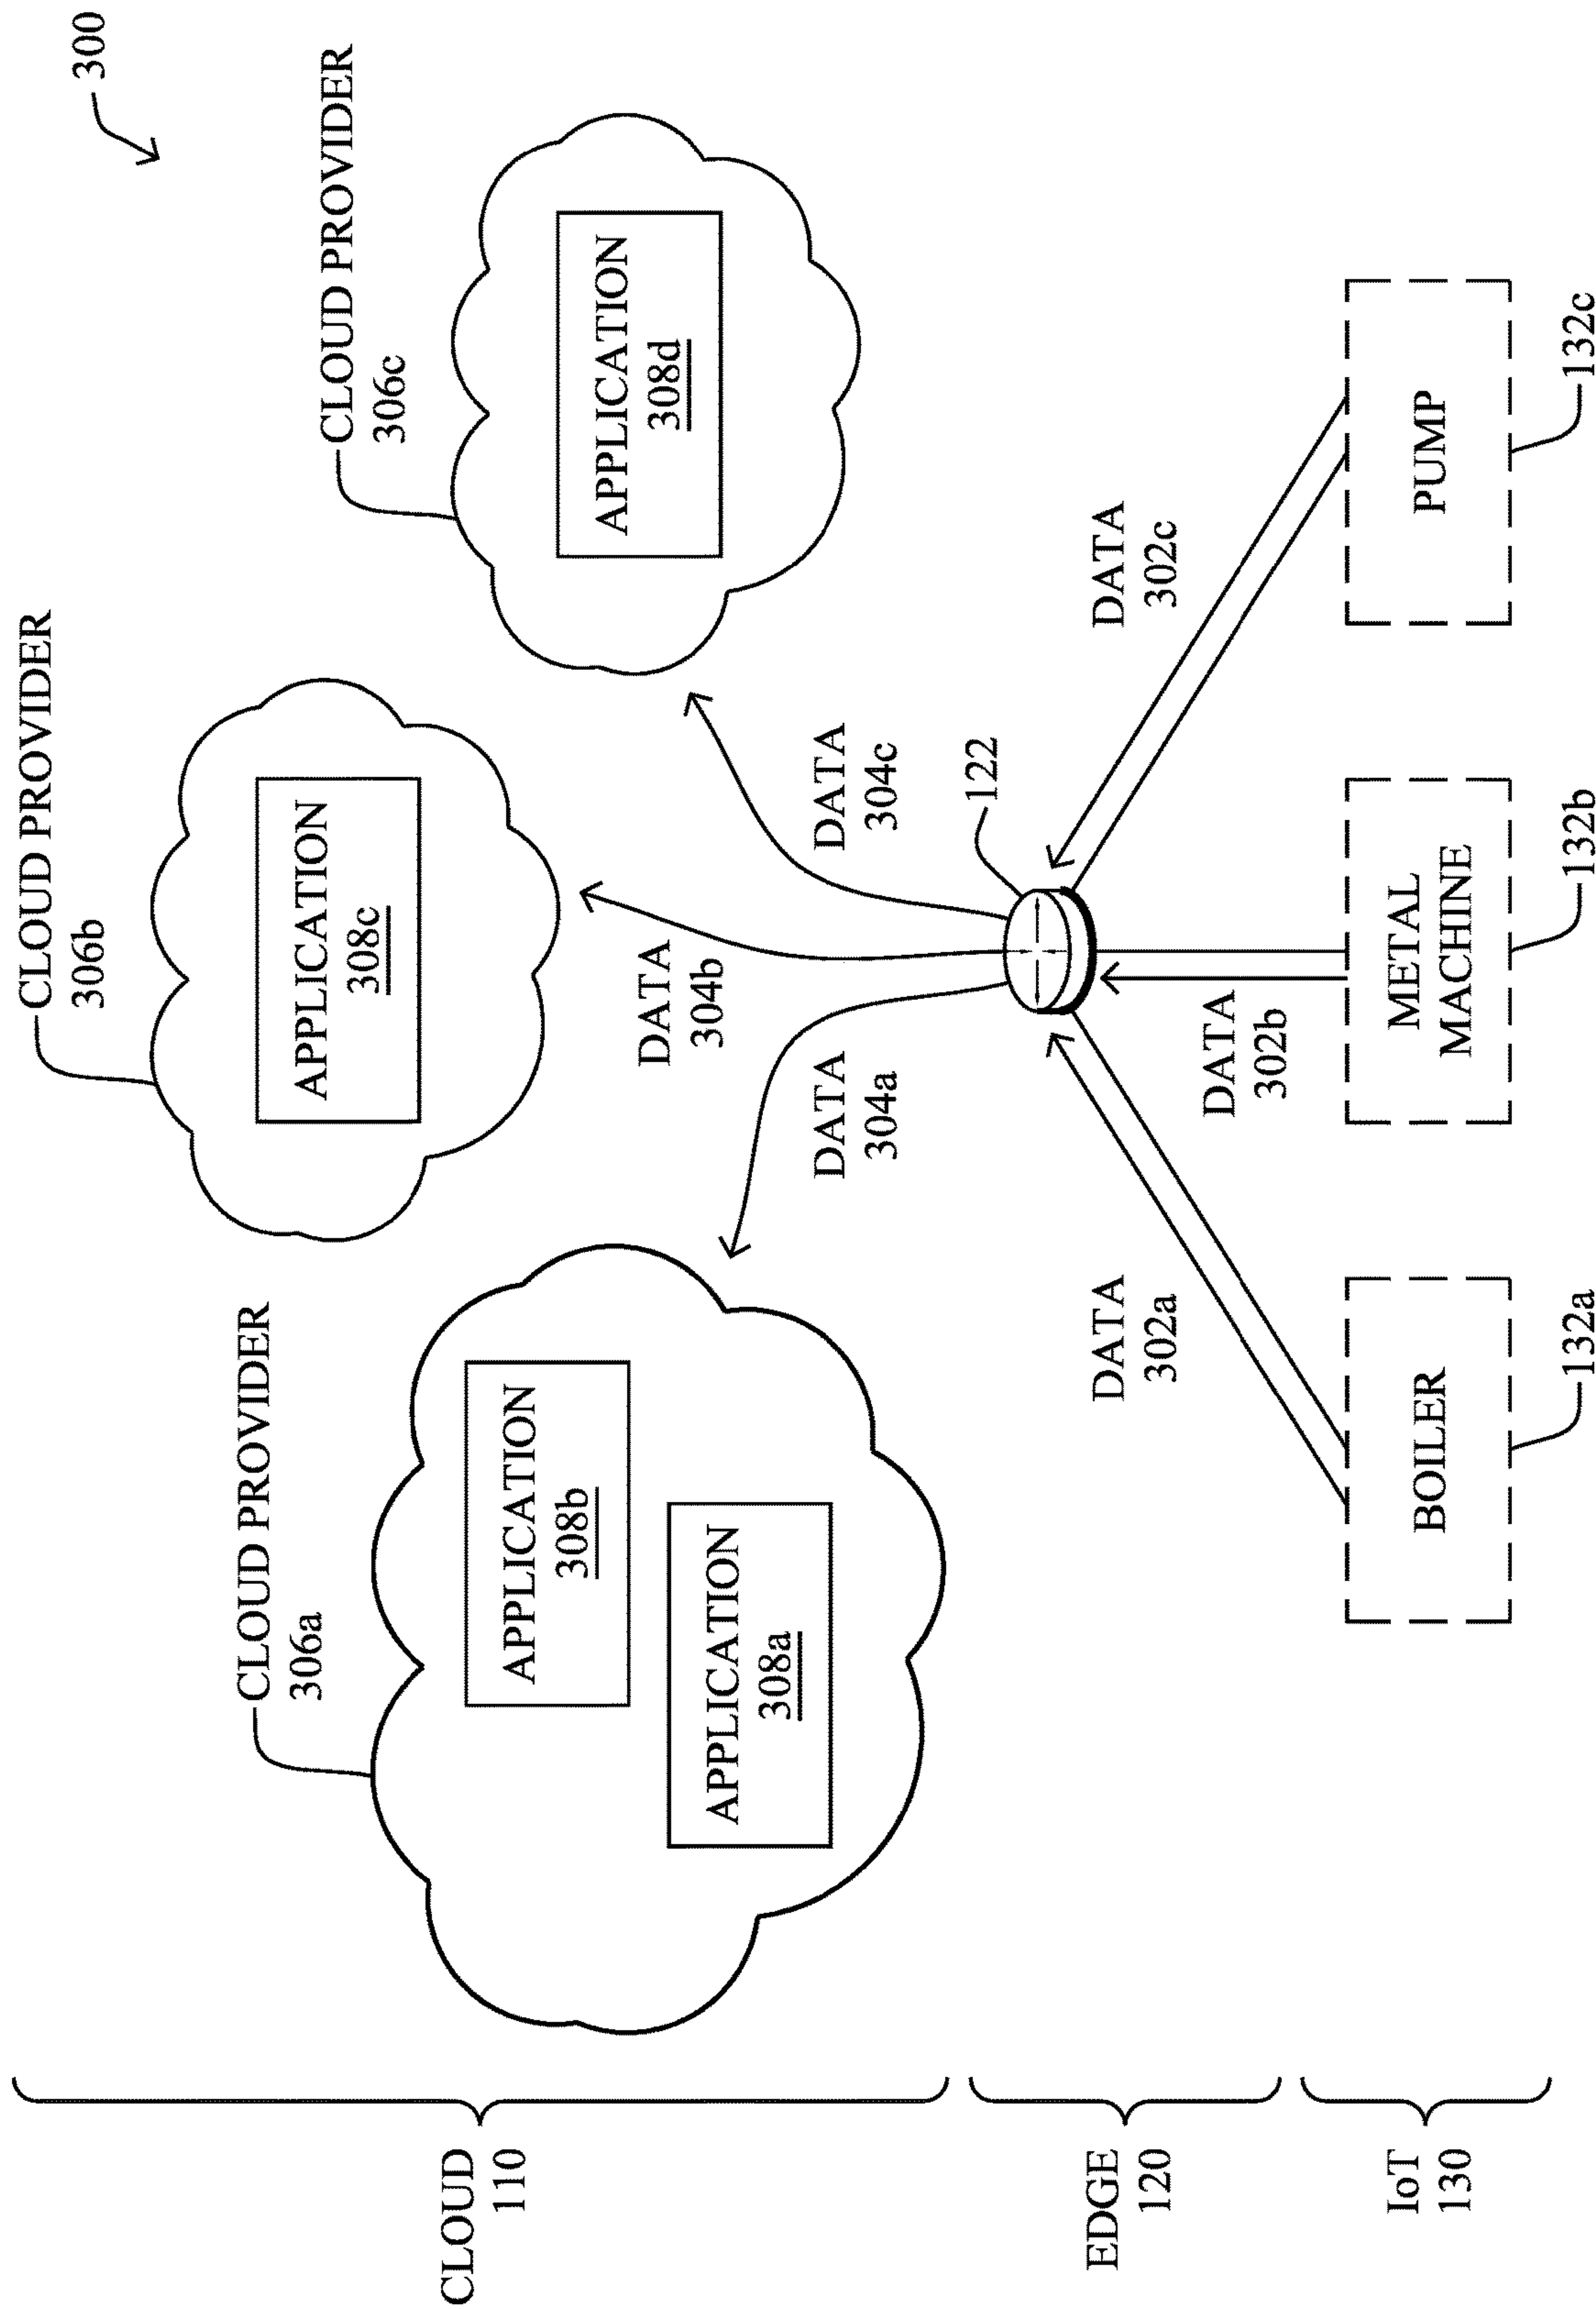 300
CLOUD
110
CLOUD PROVIDER
306a
APPLICATION
308b
APPLICATION
308a
CLOUD PROVIDER
306b
APPLICATION
308c
CLOUD PROVIDER
306c
APPLICATION
308d
DATA
304a
DATA
304b
DATA
304c
EDGE
120
122
DATA
302a
DATA
302b
DATA
302c
IoT
130
BOILER
132a
METAL
MACHINE
132b
PUMP
132c